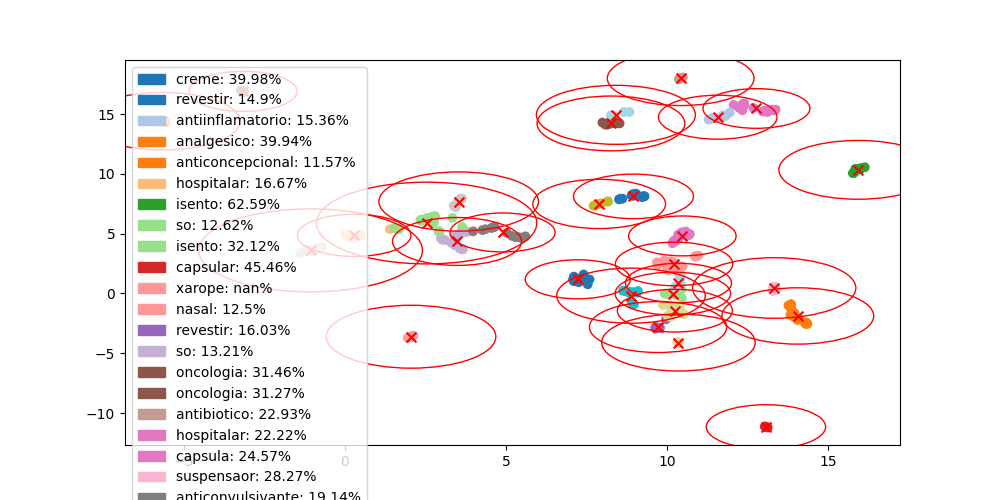 creme: 39.98%
revestir: 14.9%
antiinflamatorio: 15.36%
analgesico: 39.94%
anticoncepcional: 11.57%
hospitalar: 16.67%
isento: 62.59%
so: 12.62%
isento: 32.12%
capsular: 45.46%
xarope: nan%
nasal: 12.5%
revestir: 16.03%
so: 13.21%
oncologia: 31.46%
oncologia: 31.27%
antibiotico: 22.93%
hospitalar: 22.22%
capsula: 24.57%
suspensaor: 28.27%
anticonvulsivante: 19.14%
15
10
5
0
−5
−10
0 5 10 15